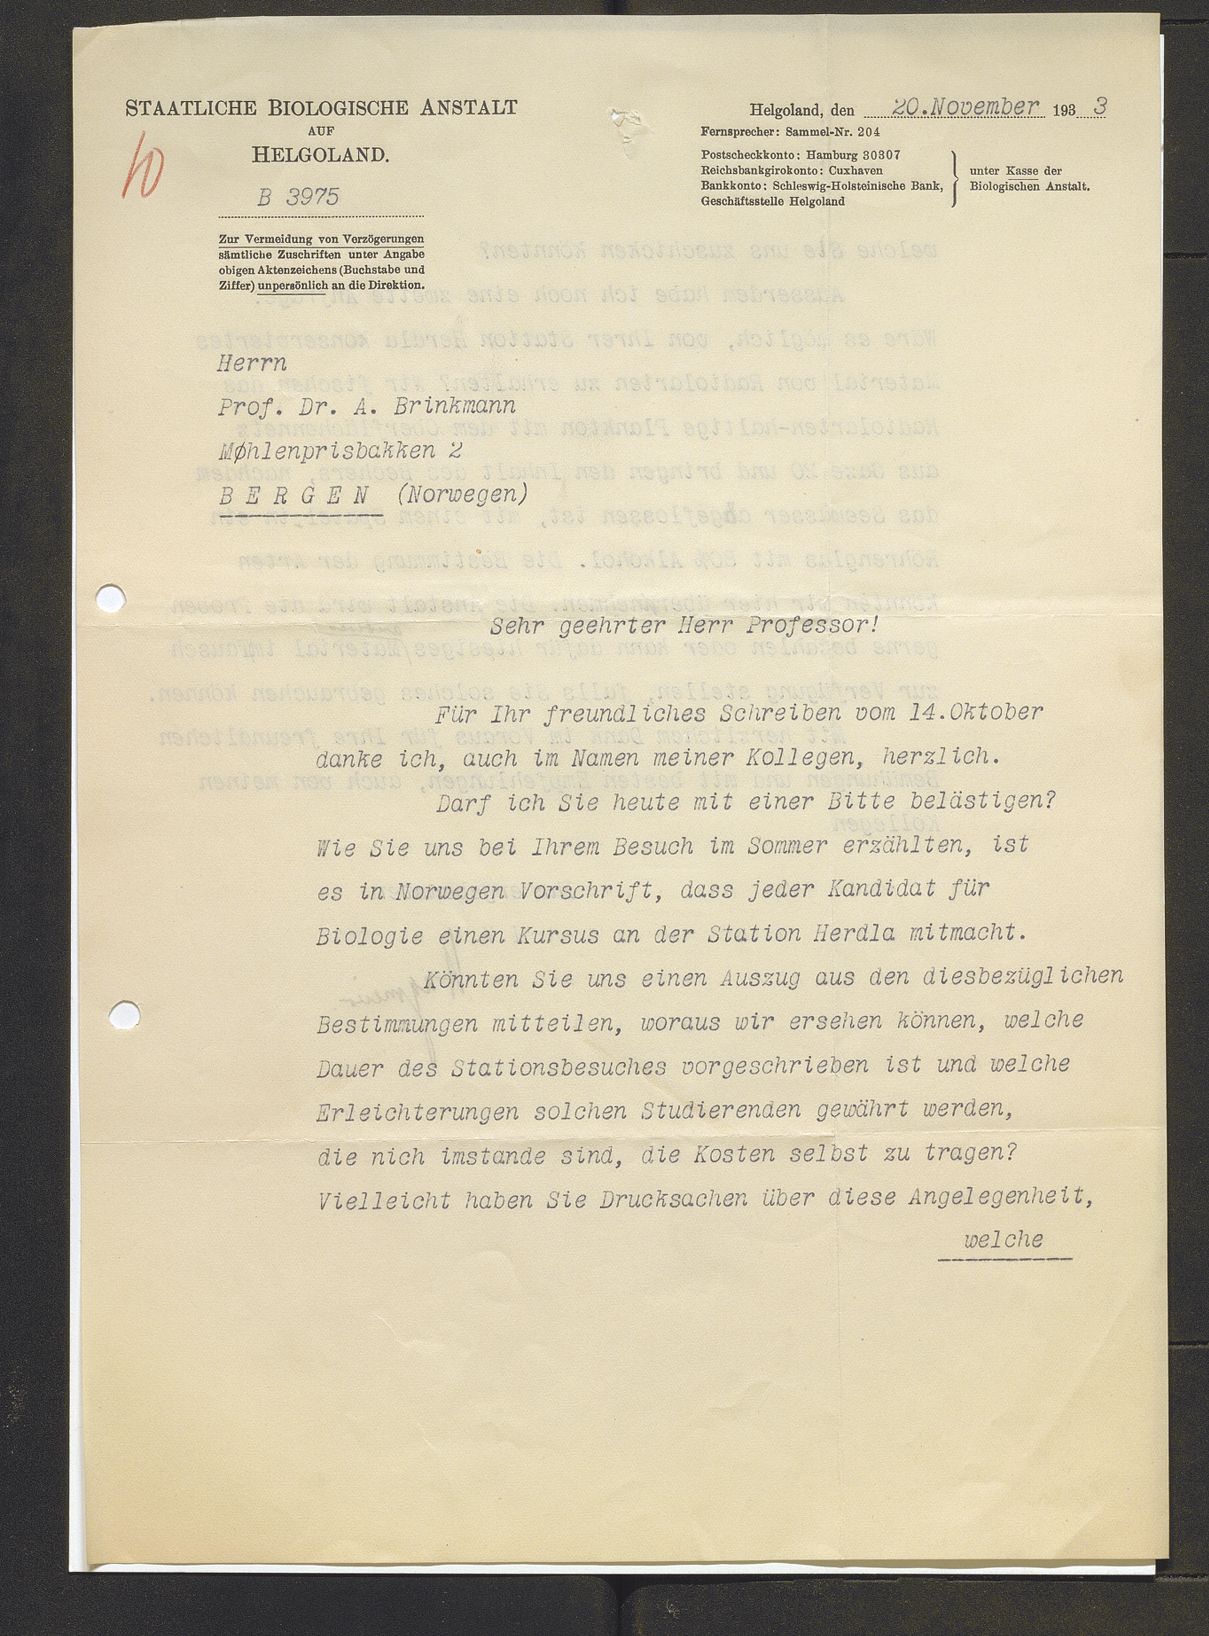 STAATLICHE BIOLOGISCHE ANSTALT
AUF
HELGOLAND.
10
B 3975
Zur Vermeidung von Verzögerungen
sämtliche Zuschriften unter Angabe
obigen Aktenzeichens (Buchstabe und
Ziffer) unpersönlich an die Direktion.
Helgoland, den 20.November 193 3
Fernsprecher: Sammel-Nr. 204
Postscheckkonto: Hamburg 30307
Reichsbankgirokonto: Cuxhaven
Bankkonto: Schleswig-Holsteinische Bank,
Geschäftsstelle Helgoland
unter Kasse der
Biologischen Anstalt.
Herrn
Prof. Dr. A. Brinkmann
Møhlenprisbakken 2
B E R G E N (Norwegen)
Sehr geehrter Herr Professor!
Für Ihr freundliches Schreiben vom 14.Oktober
danke ich, auch im Namen meiner Kollegen, herzlich.
Darf ich Sie heute mit einer Bitte belästigen?
Wie Sie uns bei Ihrem Besuch im Sommer erzählten, ist
es in Norwegen Vorschrift, dass jeder Kandidat für
Biologie einen Kursus an der Station Herdla mitmacht.
Könnten Sie uns einen Auszug aus den diesbezüglichen
Bestimmungen mitteilen, woraus wir ersehen können, welche
Dauer des Stationsbesuches vorgeschrieben ist und welche
Erleichterungen solchen Studierenden gewährt werden,
die nich imstande sind, die Kosten selbst zu tragen?
Vielleicht haben Sie Drucksachen über diese Angelegenheit,
welche